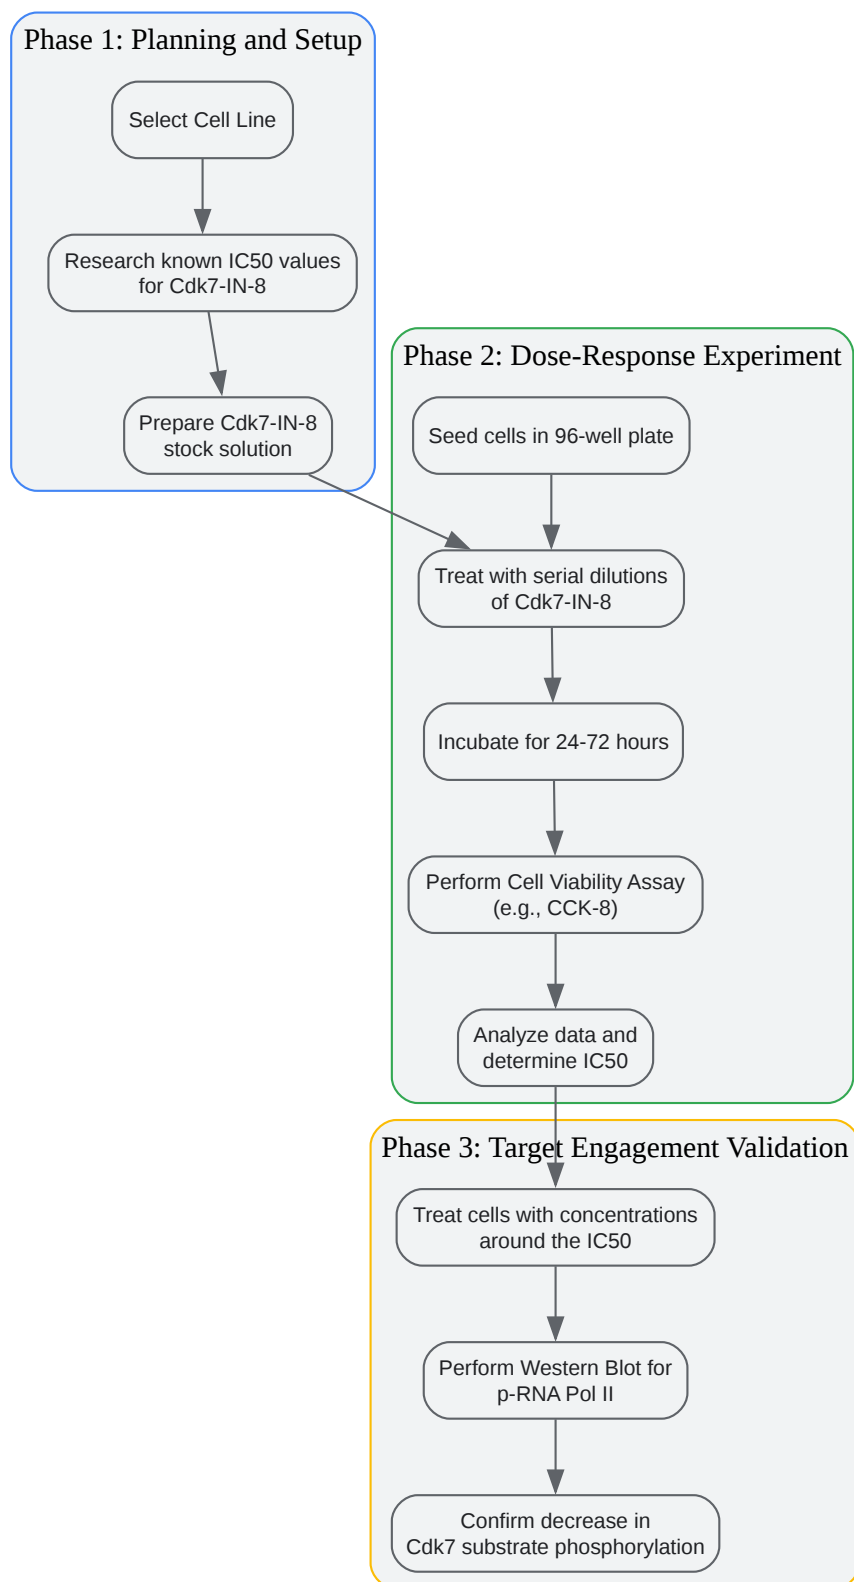 Phase 1: Planning and Setup
Select Cell Line
Research known IC50 values
for Cdk7-IN-8
Prepare Cdk7-IN-8
stock solution
Phase 2: Dose-Response Experiment
Seed cells in 96-well plate
Treat with serial dilutions
of Cdk7-IN-8
Incubate for 24-72 hours
Perform Cell Viability Assay
(e.g., CCK-8)
Analyze data and
determine IC50
Phase 3: Target Engagement Validation
Treat cells with concentrations
around the IC50
Perform Western Blot for
p-RNA Pol II
Confirm decrease in
Cdk7 substrate phosphorylation